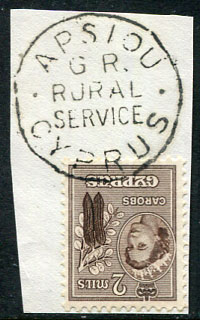 APSIOU
G.R.
· RURAL ·
SERVICE
CYPRUS
CYPRUS
CAROBS
2 MILS